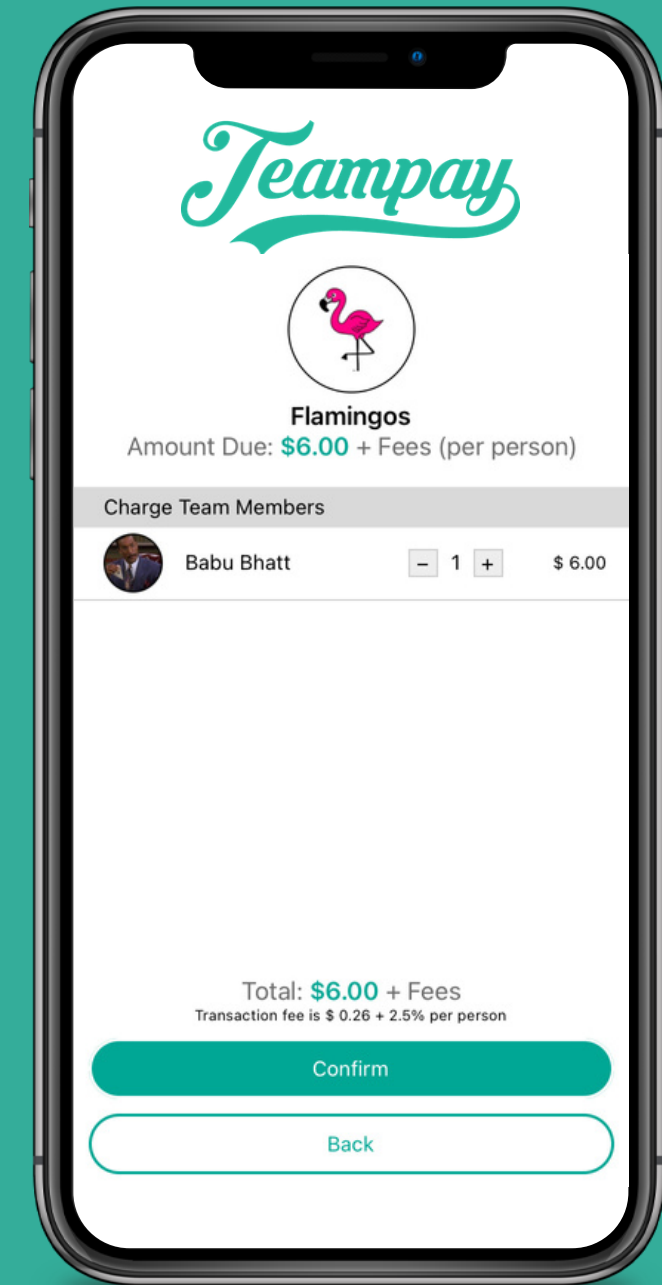 Teampay
Flamingos
Amount Due: $6.00 + Fees (per person)
Charge Team Members
Babu Bhatt - 1 + $ 6.00
Total: $6.00 + Fees
Transaction fee is $ 0.26 + 2.5% per person
Confirm
Back